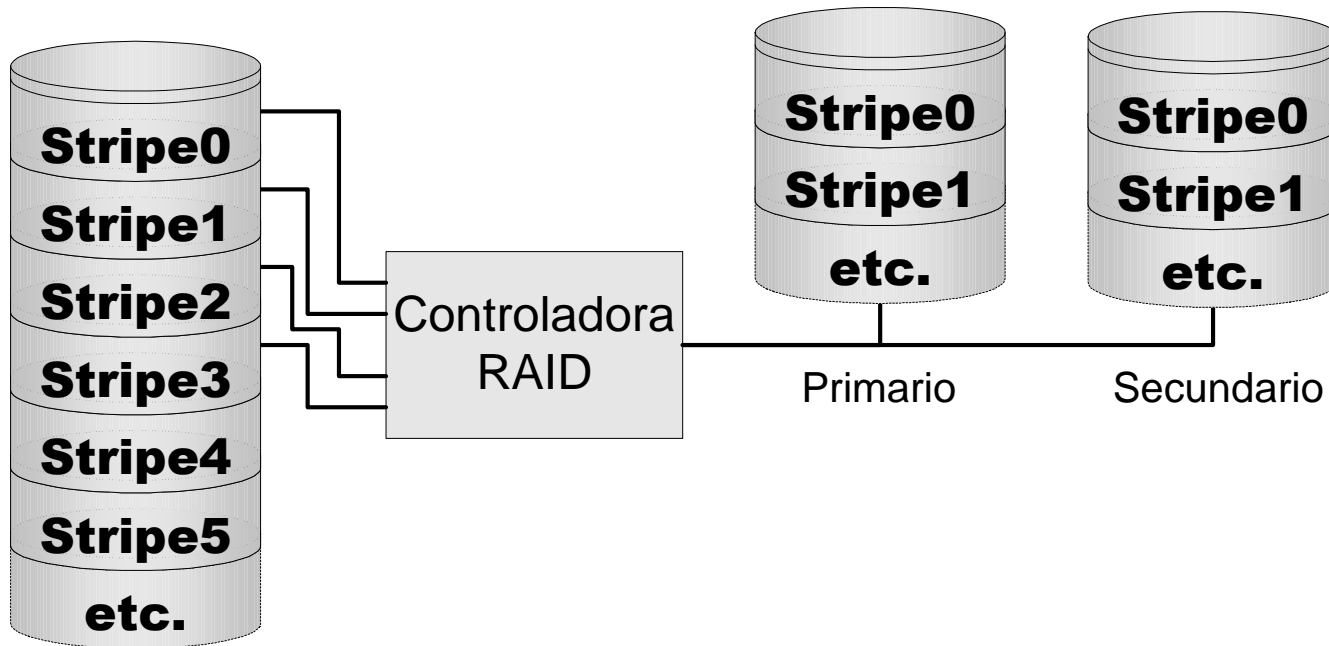 Stripe0
Stripe1
Stripe2
Stripe3
Stripe4
Stripe5
etc.
Controladora
RAID
Stripe0
Stripe1
etc.
Primario
Stripe0
Stripe1
etc.
Secundario